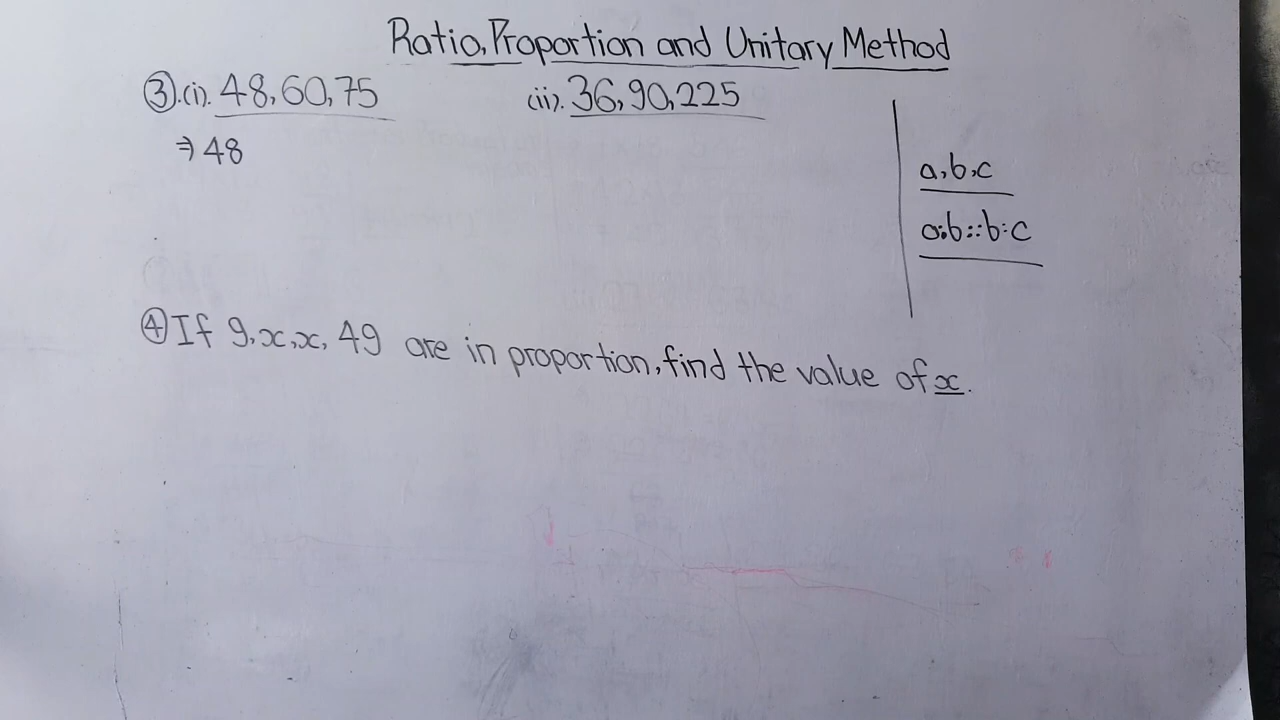 Ratio, Proportion and Unitary Method
③.(i). 48, 60, 75 (ii). 36, 90, 225
⇒ 48
a, b, c
a:b::b:c
④ If 9, x, x, 49 are in proportion, find the value of x.